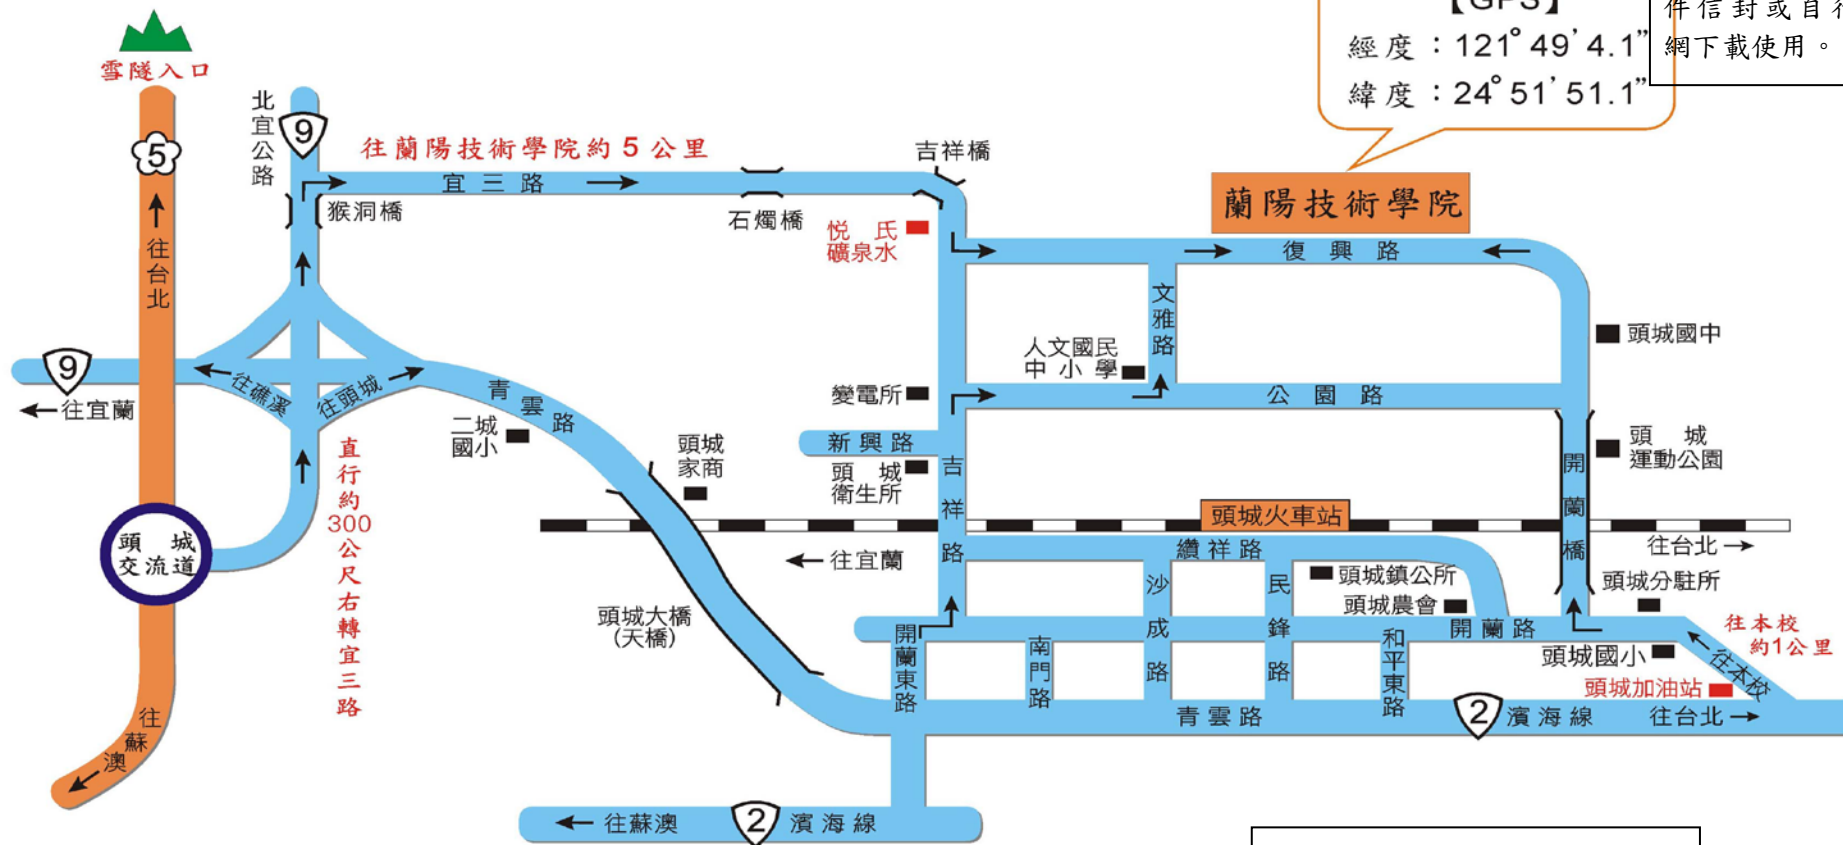 【GPS】
經度：121°49’4.1”
緯度：24°51’51.1”
件信封或自行
網下載使用。
雪隧入口
北宜公路
9
5
往蘭陽技術學院約 5 公里
吉祥橋
宜三路
猴洞橋
石燭橋
蘭陽技術學院
悅氏
礦泉水
復興路
往台北
文雅路
頭城國中
人文國民
中小學
9
往宜蘭
往礁溪
往頭城
青雲路
變電所
公園路
二城
國小
新興路
頭城
家商
頭城
衛生所
吉祥路
開蘭橋
頭城
運動公園
直行約300公尺右轉宜三路
頭城火車站
頭城
交流道
往宜蘭
纘祥路
往台北
頭城鎮公所
頭城分駐所
頭城農會
頭城大橋
(天橋)
開蘭東路
南門路
沙成路
民鋒路
和平東路
開蘭路
往本校
約1公里
頭城國小
往本校
頭城加油站
青雲路
2
濱海線
往台北
往蘇澳
往蘇澳
2
濱海線